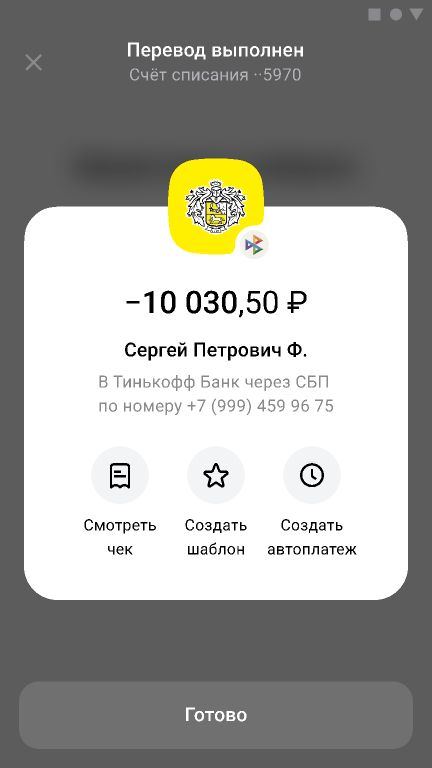 Перевод выполнен
Счёт списания ··5970
−10 030,50 ₽
Сергей Петрович Ф.
В Тинькофф Банк через СБП
по номеру +7 (999) 459 96 75
Смотреть чек
Создать шаблон
Создать автоплатеж
Готово